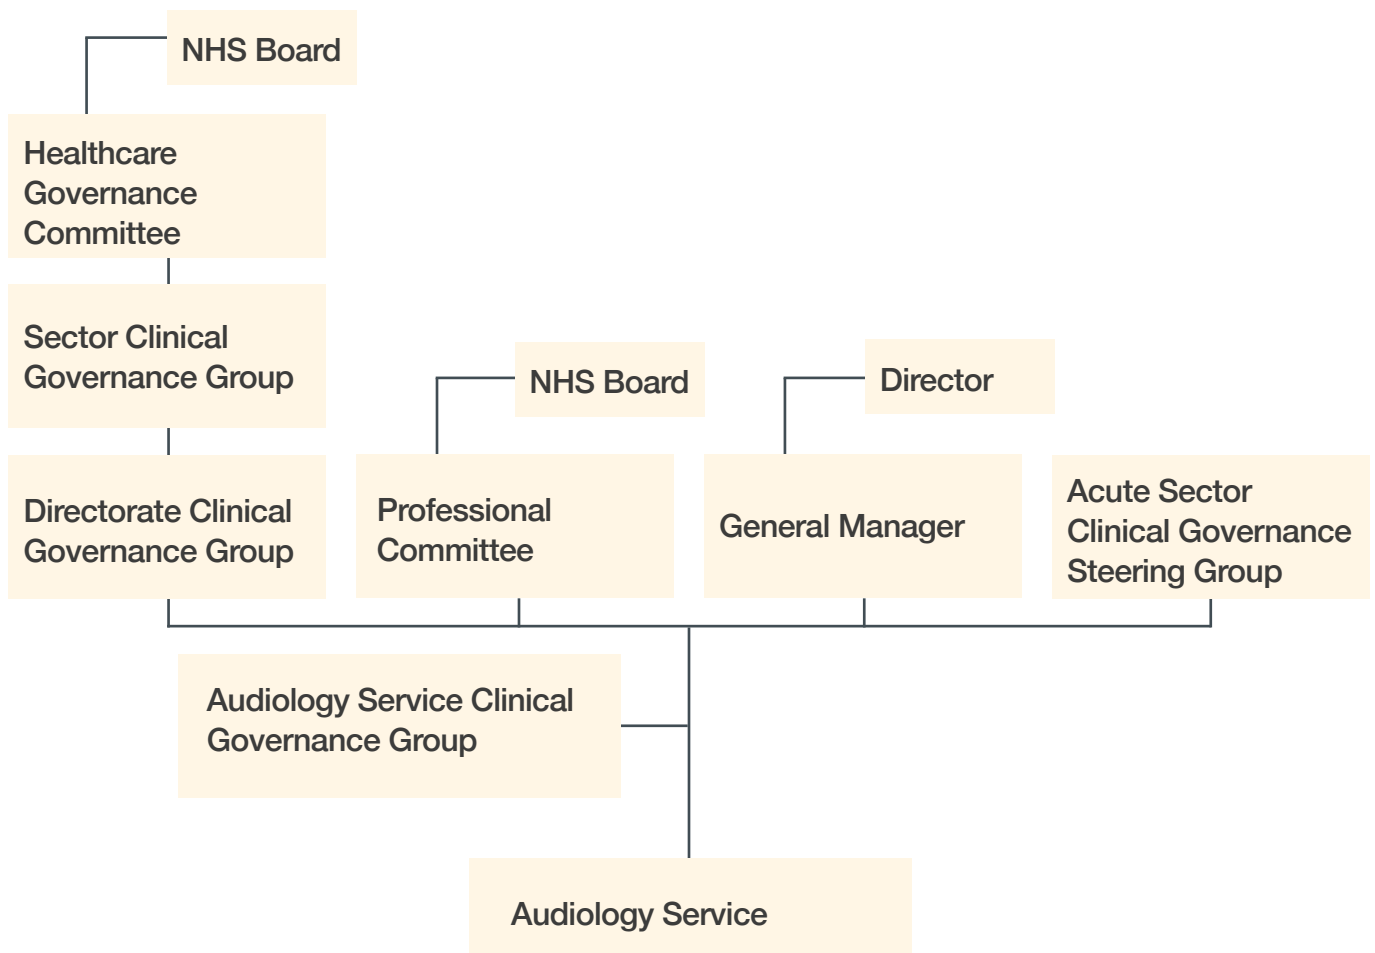 NHS Board
Healthcare
Governance
Committee
Sector Clinical
Governance Group
NHS Board
Director
Directorate Clinical
Governance Group
Professional
Committee
General Manager
Acute Sector
Clinical Governance
Steering Group
Audiology Service Clinical
Governance Group
Audiology Service